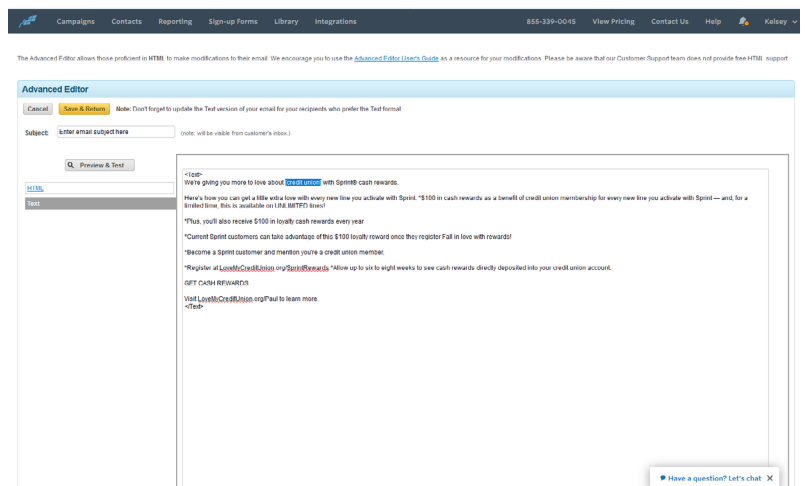 Campaigns Contacts Reporting Sign-up Forms Library Integrations 855-339-0045 View Pricing Contact Us Help Kelsey
The Advanced Editor allows those proficient in HTML to make modifications to their email. We encourage you to use the Advanced Editor User's Guide as a resource for your modifications. Please be aware that our Customer Support team does not provide free HTML support
Advanced Editor
Cancel Save & Return Note: Don't forget to update the Text version of your email for your recipients who prefer the Text format
Subject: Enter email subject here (note: will be visible from customer's inbox.)
Preview & Test
HTML
Text
<Text>
We're giving you more to love about [credit union] with Sprint® cash rewards.
Here's how you can get a little extra love with every new line you activate with Sprint. *$100 in cash rewards as a benefit of credit union membership for every new line you activate with Sprint — and, for a
limited time, this is available on UNLIMITED lines!
*Plus, you'll also receive $100 in loyalty cash rewards every year
*Current Sprint customers can take advantage of this $100 loyalty reward once they register Fall in love with rewards!
*Become a Sprint customer and mention you're a credit union member.
*Register at LoveMyCreditUnion.org/SprintRewards *Allow up to six to eight weeks to see cash rewards directly deposited into your credit union account.
GET CASH REWARDS
Visit LoveMyCreditUnion.org/Paul to learn more.
</Text>
Have a question? Let's chat X